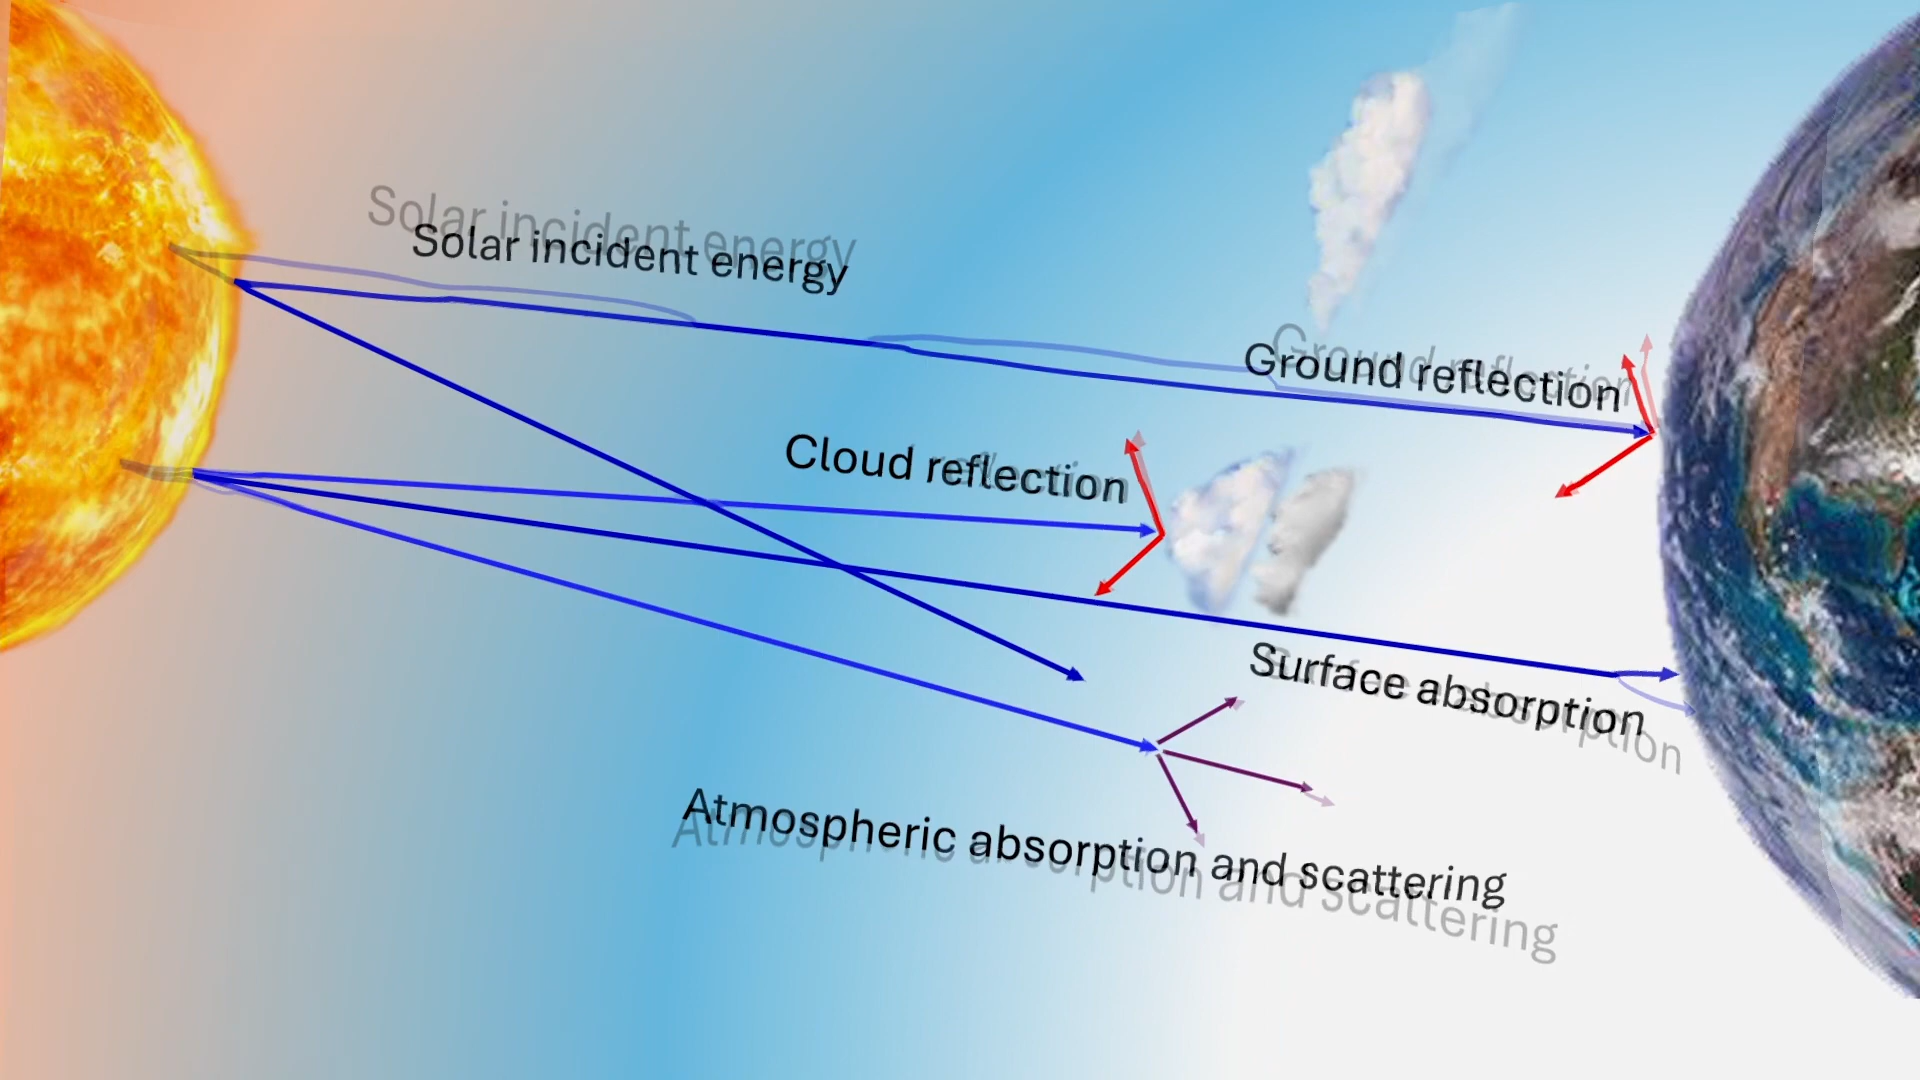 Solar incident energy
Ground reflection
Cloud reflection
Surface absorption
Atmospheric absorption and scattering